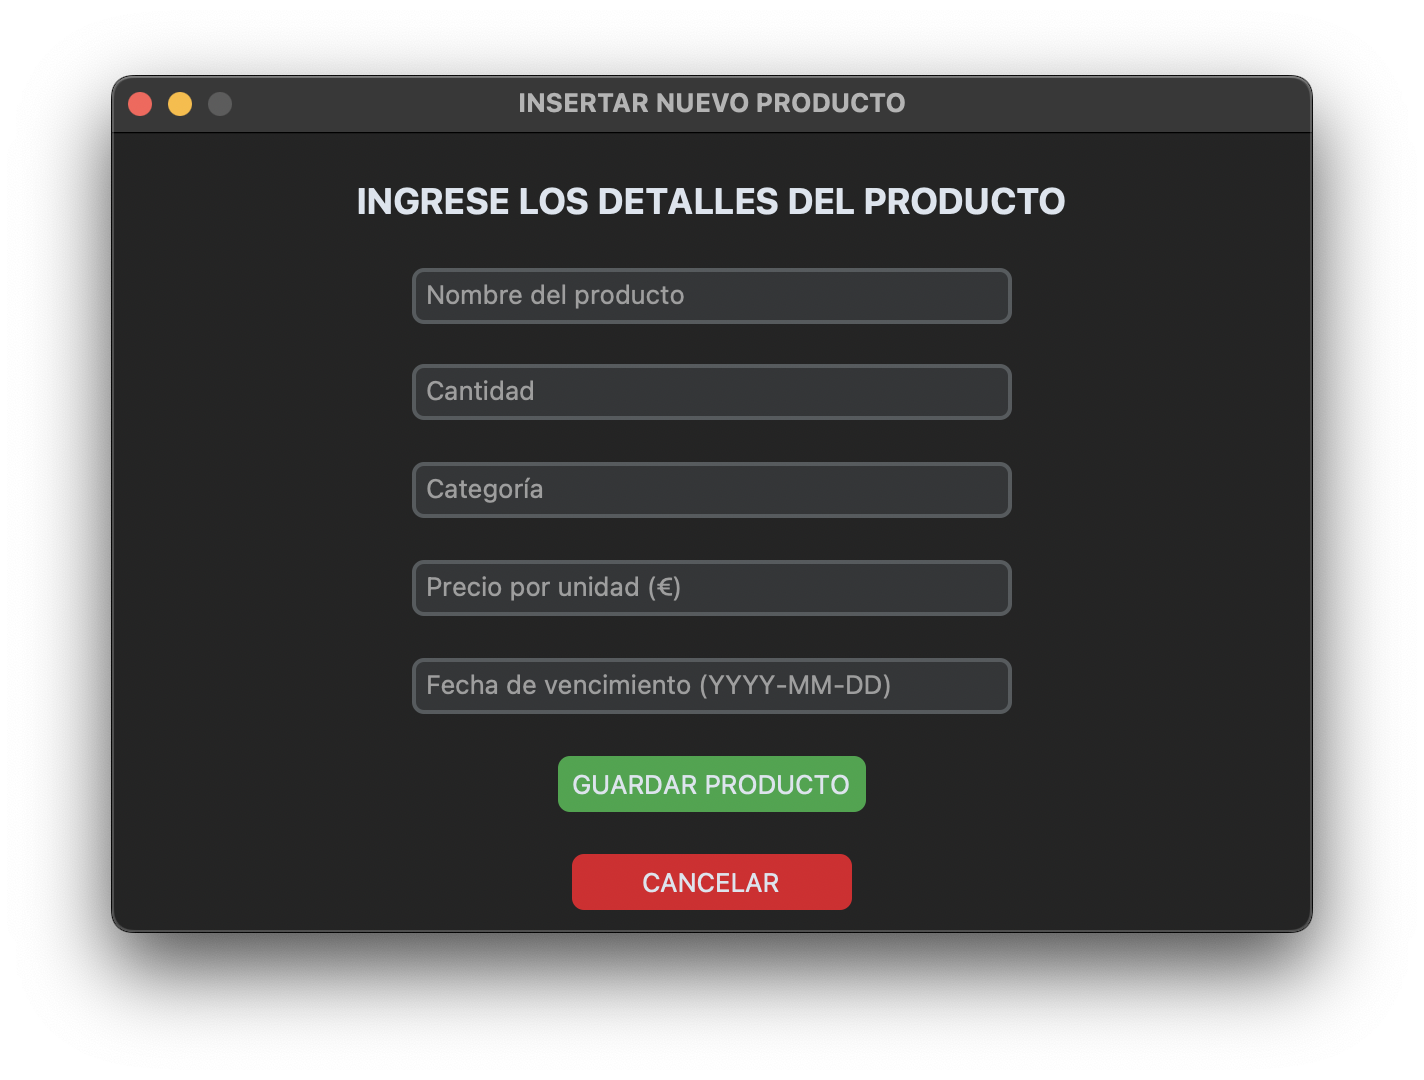 INSERTAR NUEVO PRODUCTO
INGRESE LOS DETALLES DEL PRODUCTO
Nombre del producto
Cantidad
Categoría
Precio por unidad (€)
Fecha de vencimiento (YYYY-MM-DD)
GUARDAR PRODUCTO
CANCELAR